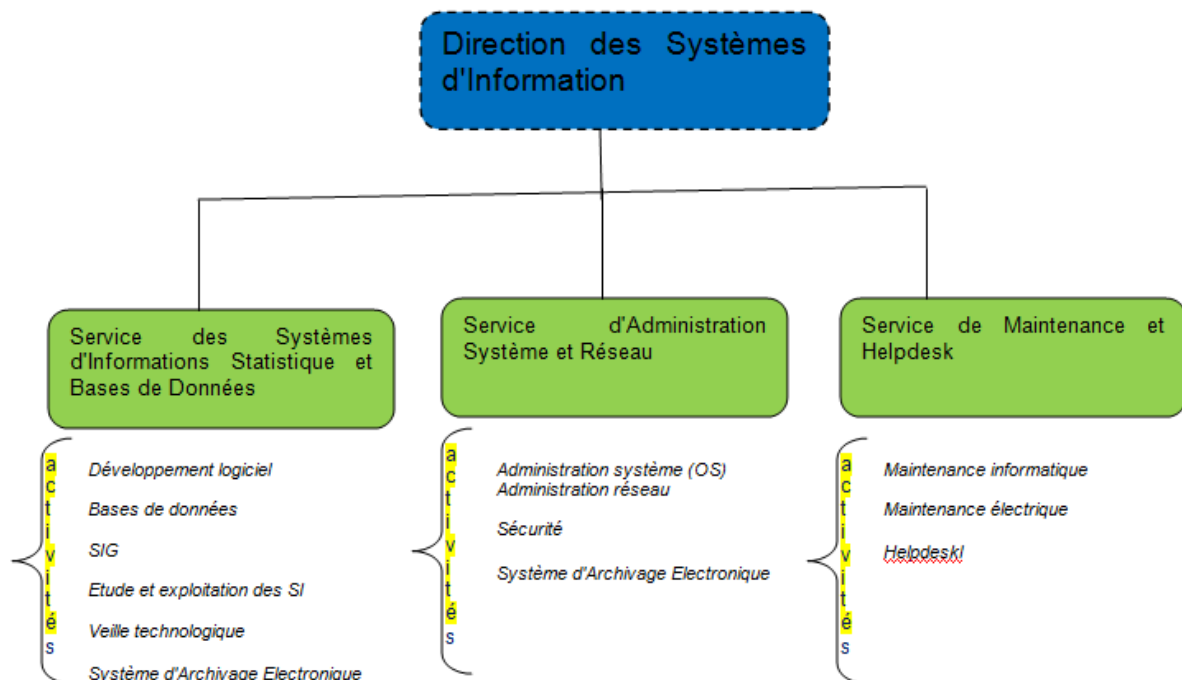 Direction des Systèmes
d'Information
Service des Systèmes
d'Informations Statistique et
Bases de Données
activités
Développement logiciel
Bases de données
SIG
Etude et exploitation des SI
Veille technologique
Système d'Archivage Electronique
Service d'Administration
Système et Réseau
activités
Administration système (OS)
Administration réseau
Sécurité
Système d'Archivage Electronique
Service de Maintenance et
Helpdesk
activités
Maintenance informatique
Maintenance électrique
HelpdeskI